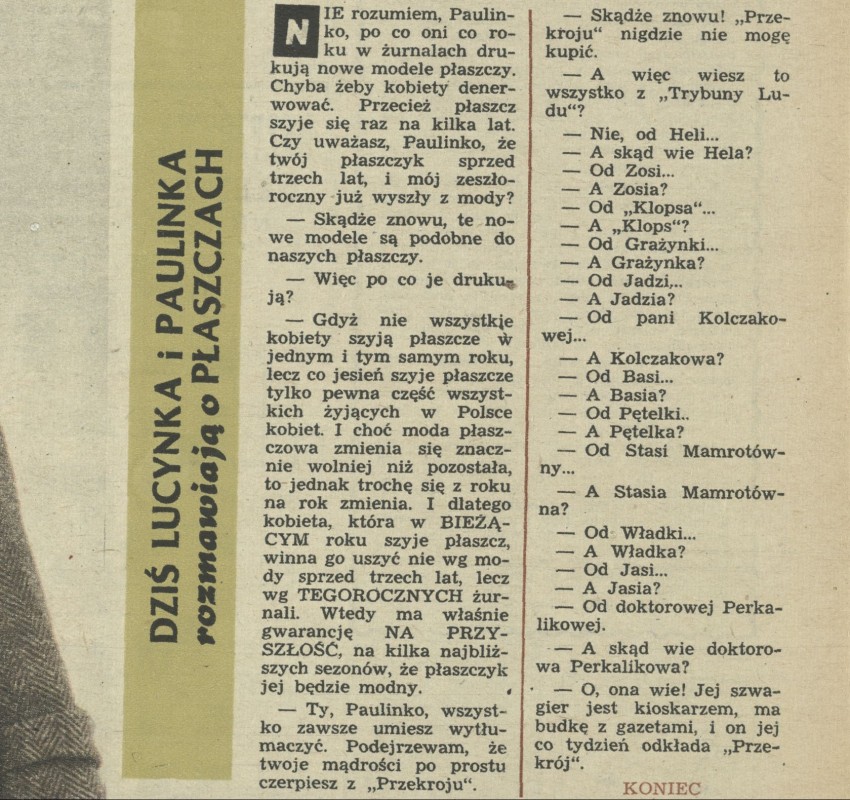 DZIŚ LUCYNKA i PAULINKA
rozmawiają o PŁASZCZACH
NIE rozumiem, Paulin-
ko, po co oni co ro-
ku w żurnalach dru-
kują nowe modele płaszczy.
Chyba żeby kobiety dener-
wować. Przecież płaszcz
szyje się raz na kilka lat.
Czy uważasz, Paulinko, że
twój płaszczyk sprzed
trzech lat, i mój zeszło-
roczny już wyszły z mody?
— Skądże znowu, te no-
we modele są podobne do
naszych płaszczy.
— Więc po co je druku-
ją?
— Gdyż nie wszystkie
kobiety szyją płaszcze w
jednym i tym samym roku,
lecz co jesień szyje płaszcze
tylko pewna część wszyst-
kich żyjących w Polsce
kobiet. I choć moda płasz-
czowa zmienia się znacz-
nie wolniej niż pozostała,
to jednak trochę się z roku
na rok zmienia. I dlatego
kobieta, która w BIEŻĄ-
CYM roku szyje płaszcz,
winna go uszyć nie wg mo-
dy sprzed trzech lat, lecz
wg TEGOROCZNYCH żur-
nali. Wtedy ma właśnie
gwarancję NA PRZY-
SZŁOŚĆ, na kilka najbliż-
szych sezonów, że płaszczyk
jej będzie modny.
— Ty, Paulinko, wszyst-
ko zawsze umiesz wytłu-
maczyć. Podejrzewam, że
twoje mądrości po prostu
czerpiesz z „Przekroju".
— Skądże znowu! „Prze-
kroju" nigdzie nie mogę
kupić.
— A więc wiesz to
wszystko z „Trybuny Lu-
du"?
— Nie, od Heli...
— A skąd wie Hela?
— Od Zosi...
— A Zosia?
— Od „Klopsa"...
— A „Klops"?
— Od Grażynki...
— A Grażynka?
— Od Jadzi,..
— A Jadzia?
— Od pani Kolczako-
wej...
— A Kolczakowa?
— Od Basi...
— A Basia?
— Od Pętelki..
— A Pętelka?
— Od Stasi Mamrotów-
ny...
— A Stasia Mamrotów-
na?
— Od Władki...
— A Władka?
— Od Jasi...
— A Jasia?
— Od doktorowej Perka-
likowej.
— A skąd wie doktoro-
wa Perkalikowa?
— O, ona wie! Jej szwa-
gier jest kioskarzem, ma
budkę z gazetami, i on jej
co tydzień odkłada „Prze-
krój".
KONIEC